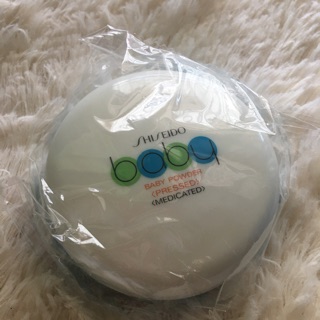 SHISEIDO
baby
BABY POWDER
<PRESSED>
<MEDICATED>